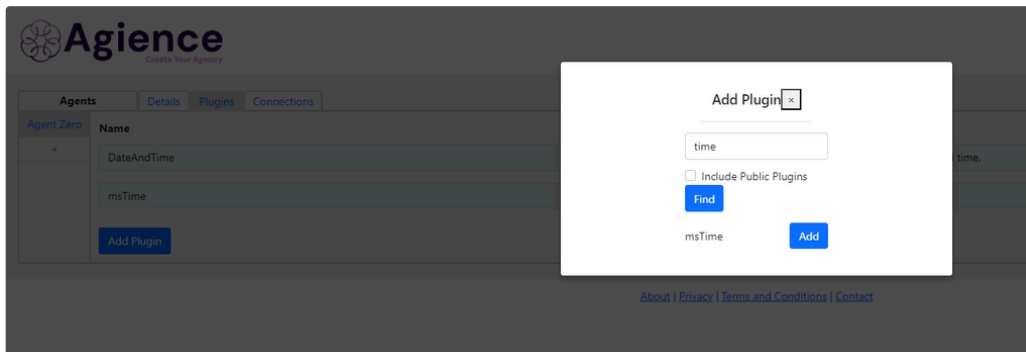 Agience
Create Your Agency
Agents
Details
Plugins
Connections
Agent Zero
+
Name
DateAndTime
time.
msTime
Add Plugin
Add Plugin ×
time
Include Public Plugins
Find
msTime
Add
About | Privacy | Terms and Conditions | Contact